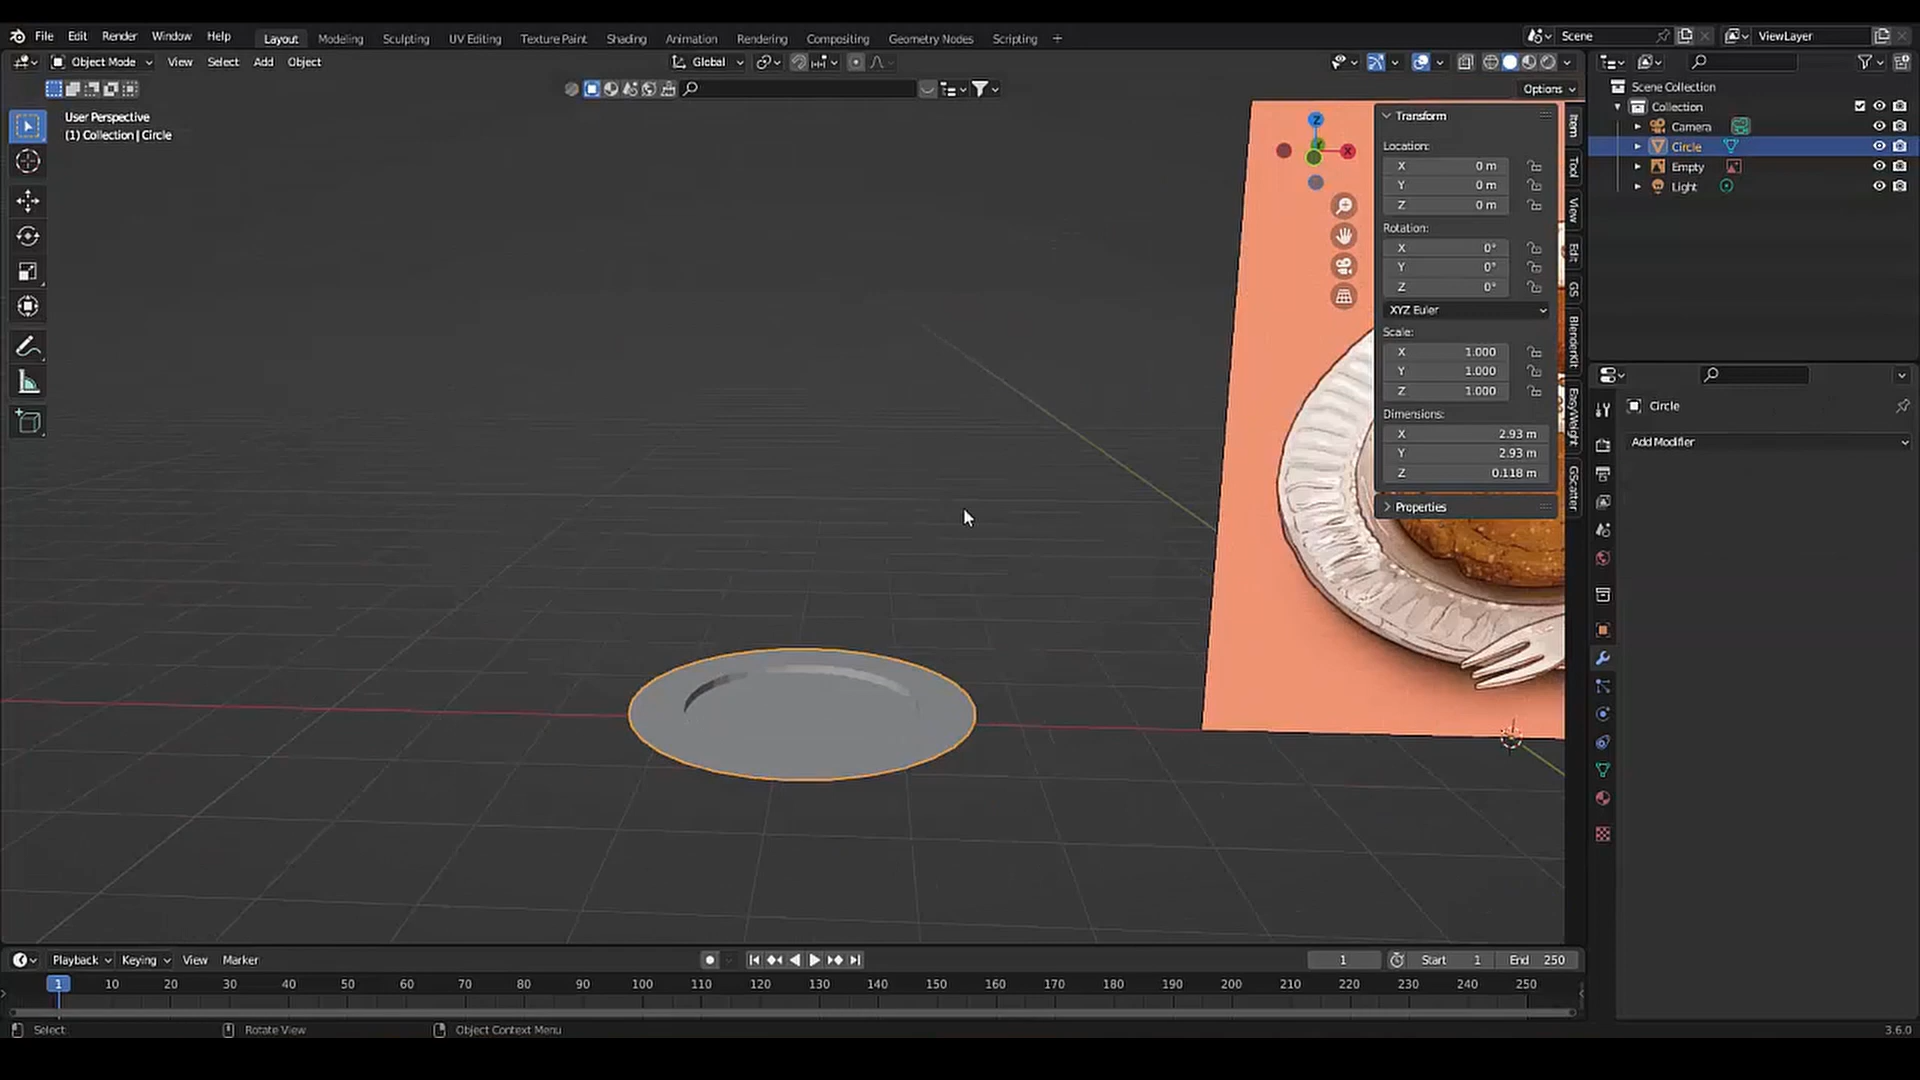 File Edit Render Window Help Layout Modeling Sculpting UV Editing Texture Paint Shading Animation Rendering Compositing Geometry Nodes Scripting + Scene ViewLayer
Object Mode View Select Add Object Global
Options
User Perspective
(1) Collection | Circle
Z
X
Y
Transform
Location:
X 0 m
Y 0 m
Z 0 m
Rotation:
X 0°
Y 0°
Z 0°
XYZ Euler
Scale:
X 1.000
Y 1.000
Z 1.000
Dimensions:
X 2.93 m
Y 2.93 m
Z 0.118 m
Properties
Item
Tool
View
Edit
GS
BlenderKit
EasyWeight
GScatter
Scene Collection
Collection
Camera
Circle
Empty
Light
Circle
Add Modifier
Playback Keying View Marker 1 Start 1 End 250
1 10 20 30 40 50 60 70 80 90 100 110 120 130 140 150 160 170 180 190 200 210 220 230 240 250
Select Rotate View Object Context Menu 3.6.0